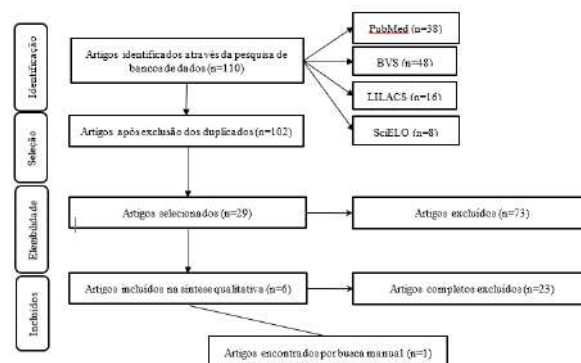 Identificação
Artigos identificados através da pesquisa de
bancos de dados (n=110)
PubMed (n=38)
BVS (n=48)
LILACS (n=16)
SciELO (n=8)
Seleção
Artigos após exclusão dos duplicados (n=102)
Elegibilidade
Artigos selecionados (n=29)
Artigos excluídos (n=73)
Incluídos
Artigos incluídos na síntese qualitativa (n=6)
Artigos completos excluídos (n=23)
Artigos encontrados por busca manual (n=1)